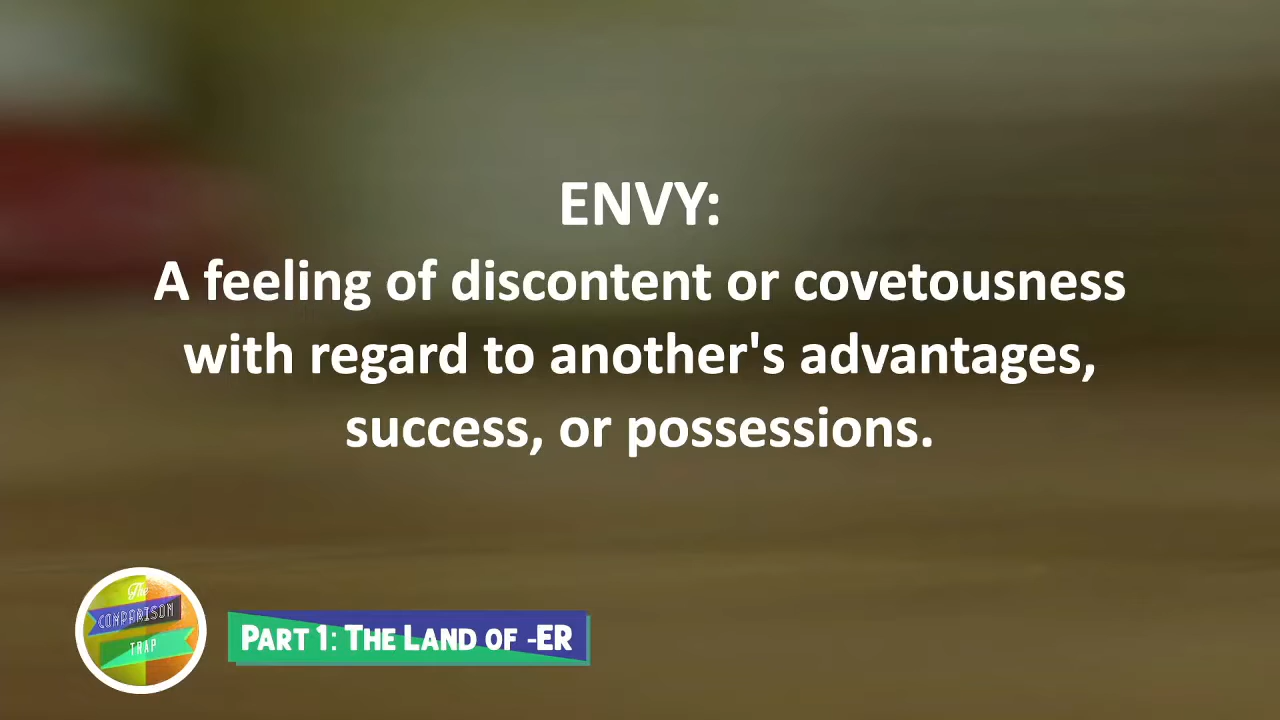 ENVY:
A feeling of discontent or covetousness
with regard to another's advantages,
success, or possessions.
The
COMPARISON
TRAP
PART 1: THE LAND OF -ER